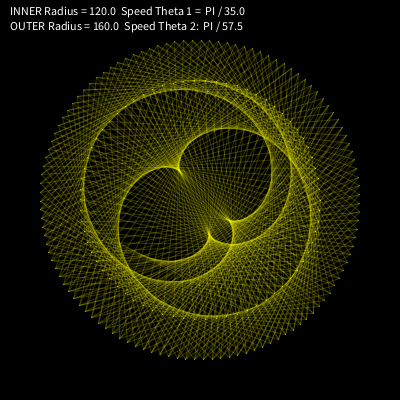 INNER Radius = 120.0 Speed Theta 1 = PI / 35.0
OUTER Radius = 160.0 Speed Theta 2: PI / 57.5